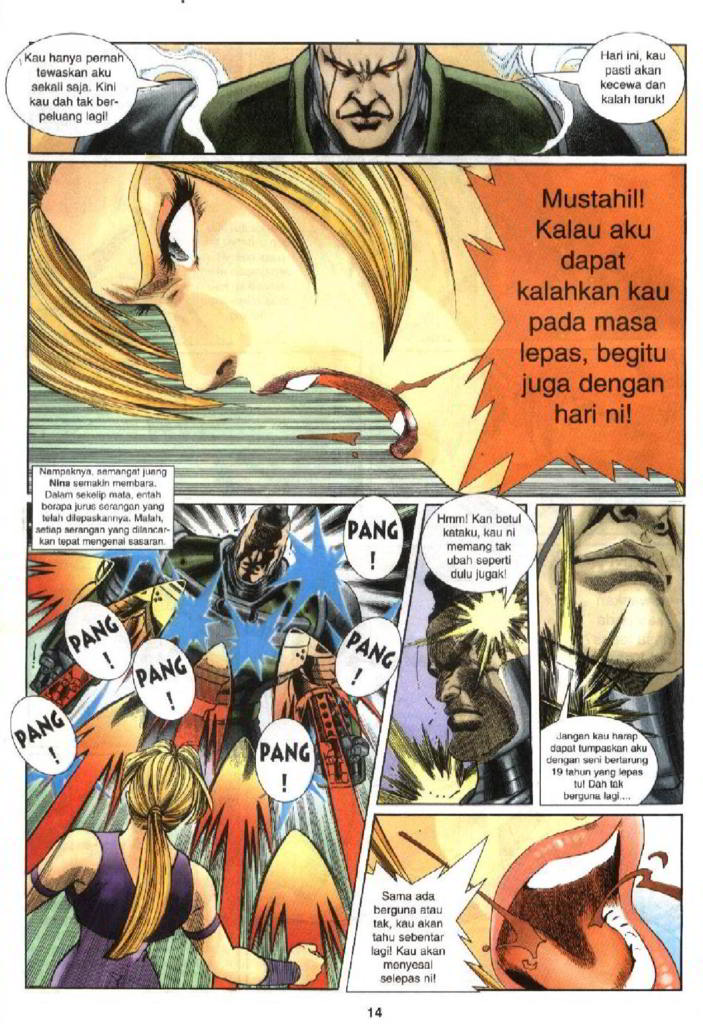 Kau hanya pernah
tewaskan aku
sekali saja. Kini
kau dah tak ber-
peluang lagi!
Hari ini, kau
pasti akan
kecewa dan
kalah teruk!
Mustahil!
Kalau aku
dapat
kalahkan kau
pada masa
lepas, begitu
juga dengan
hari ni!
Nampaknya, semangat juang
Nina semakin membara.
Dalam sekelip mata, entah
berapa jurus serangan yang
telah dilepaskannya. Malah,
setiap serangan yang dilancar-
kan tepat mengenai sasaran.
PANG
!
PANG
!
PANG
!
PANG
!
PANG
!
PANG
!
Hmm! Kan betul
kataku, kau ni
memang tak
ubah seperti
dulu jugak!
Jangan kau harap
dapat tumpaskan aku
dengan seni bertarung
19 tahun yang lepas
tu! Dah tak
berguna lagi....
Sama ada
berguna atau
tak, kau akan
tahu sebentar
lagi! Kau akan
menyesal
selepas ni!
14